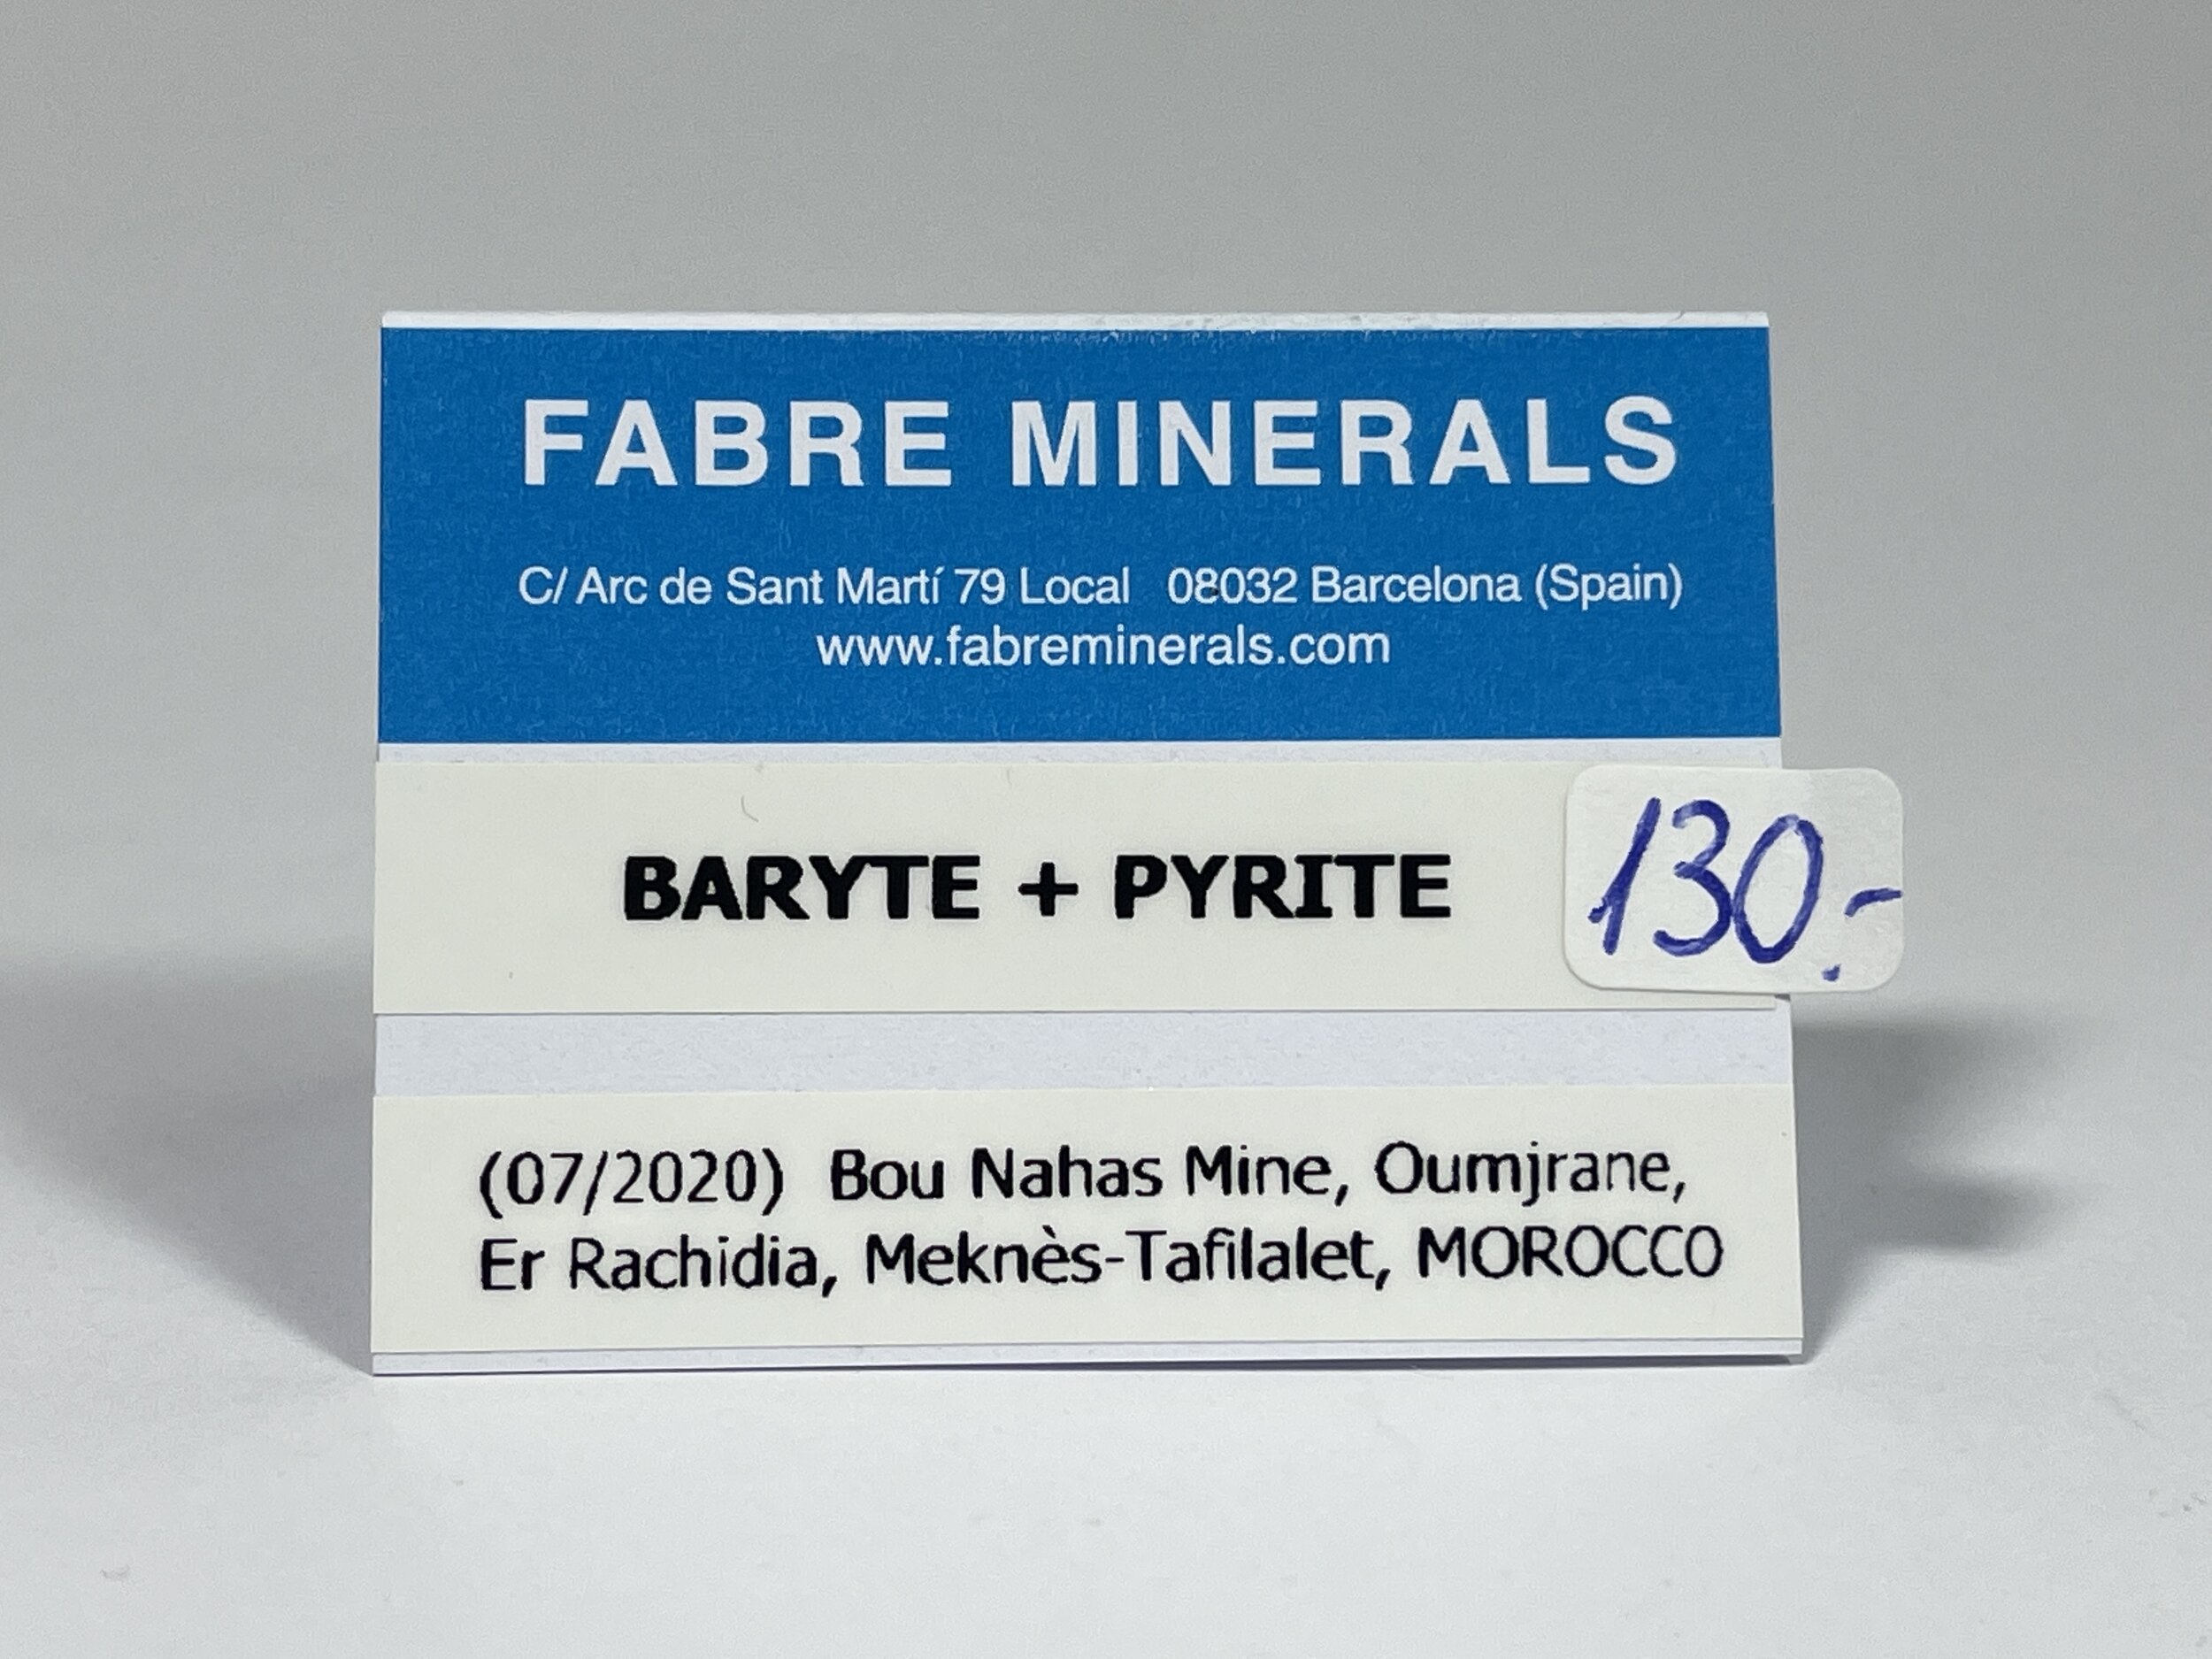 FABRE MINERALS
C/ Arc de Sant Martí 79 Local 08032 Barcelona (Spain)
www.fabreminerals.com
BARYTE + PYRITE
130.-
(07/2020) Bou Nahas Mine, Oumjrane,
Er Rachidia, Meknès-Tafilalet, MOROCCO